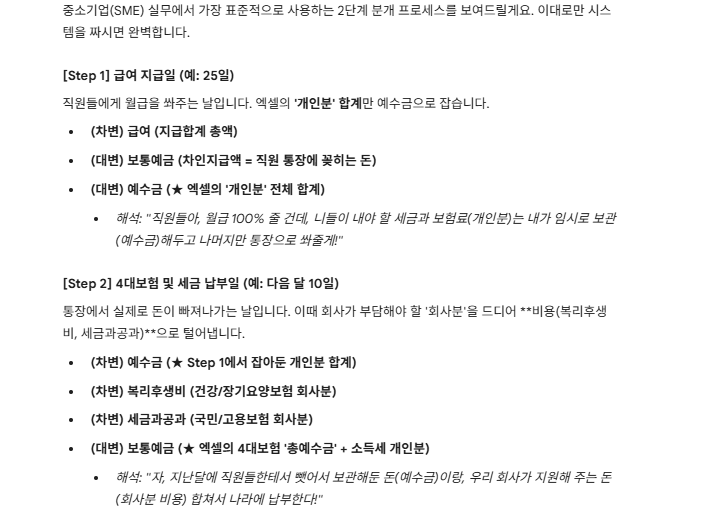 중소기업(SME) 실무에서 가장 표준적으로 사용하는 2단계 분개 프로세스를 보여드릴게요. 이대로만 시스
템을 짜시면 완벽합니다.
[Step 1] 급여 지급일 (예: 25일)
직원들에게 월급을 쏴주는 날입니다. 엑셀의 '개인분' 합계만 예수금으로 잡습니다.
• (차변) 급여 (지급합계 총액)
• (대변) 보통예금 (차인지급액 = 직원 통장에 꽂히는 돈)
• (대변) 예수금 (★ 엑셀의 '개인분' 전체 합계)
• 해석: "직원들아, 월급 100% 줄 건데, 니들이 내야 할 세금과 보험료(개인분)는 내가 임시로 보관
(예수금)해두고 나머지만 통장으로 쏴줄게!"
[Step 2] 4대보험 및 세금 납부일 (예: 다음 달 10일)
통장에서 실제로 돈이 빠져나가는 날입니다. 이때 회사가 부담해야 할 '회사분'을 드디어 **비용(복리후생
비, 세금과공과)**으로 털어냅니다.
• (차변) 예수금 (★ Step 1에서 잡아둔 개인분 합계)
• (차변) 복리후생비 (건강/장기요양보험 회사분)
• (차변) 세금과공과 (국민/고용보험 회사분)
• (대변) 보통예금 (★ 엑셀의 4대보험 '총예수금' + 소득세 개인분)
• 해석: "자, 지난달에 직원들한테서 뺏어서 보관해둔 돈(예수금)이랑, 우리 회사가 지원해 주는 돈
(회사분 비용) 합쳐서 나라에 납부한다!"